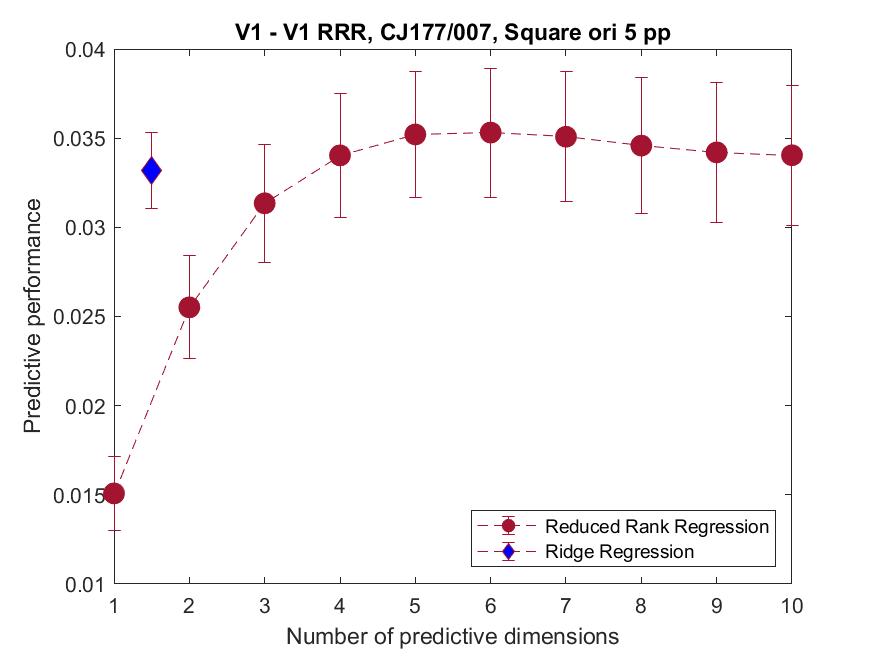 V1 - V1 RRR, CJ177/007, Square ori 5 pp
0.04
0.035
0.03
0.025
0.02
0.015
0.01
Predictive performance
1 2 3 4 5 6 7 8 9 10
Number of predictive dimensions
Reduced Rank Regression
Ridge Regression